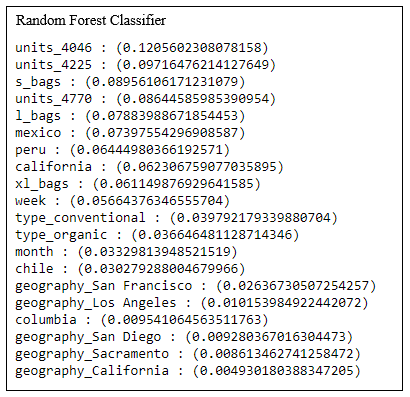 Random Forest Classifier
units_4046 : (0.1205602308078158)
units_4225 : (0.09716476214127649)
s_bags : (0.08956106171231079)
units_4770 : (0.08644585985390954)
l_bags : (0.07883988671854453)
mexico : (0.07397554296908587)
peru : (0.06444980366192571)
california : (0.062306759077035895)
xl_bags : (0.061149876929641585)
week : (0.05664376346555704)
type_conventional : (0.039792179339880704)
type_organic : (0.036646481128714346)
month : (0.03329813948521519)
chile : (0.030279288004679966)
geography_San Francisco : (0.02636730507254257)
geography_Los Angeles : (0.010153984922442072)
columbia : (0.009541064563511763)
geography_San Diego : (0.009280367016304473)
geography_Sacramento : (0.008613462741258472)
geography_California : (0.004930180388347205)